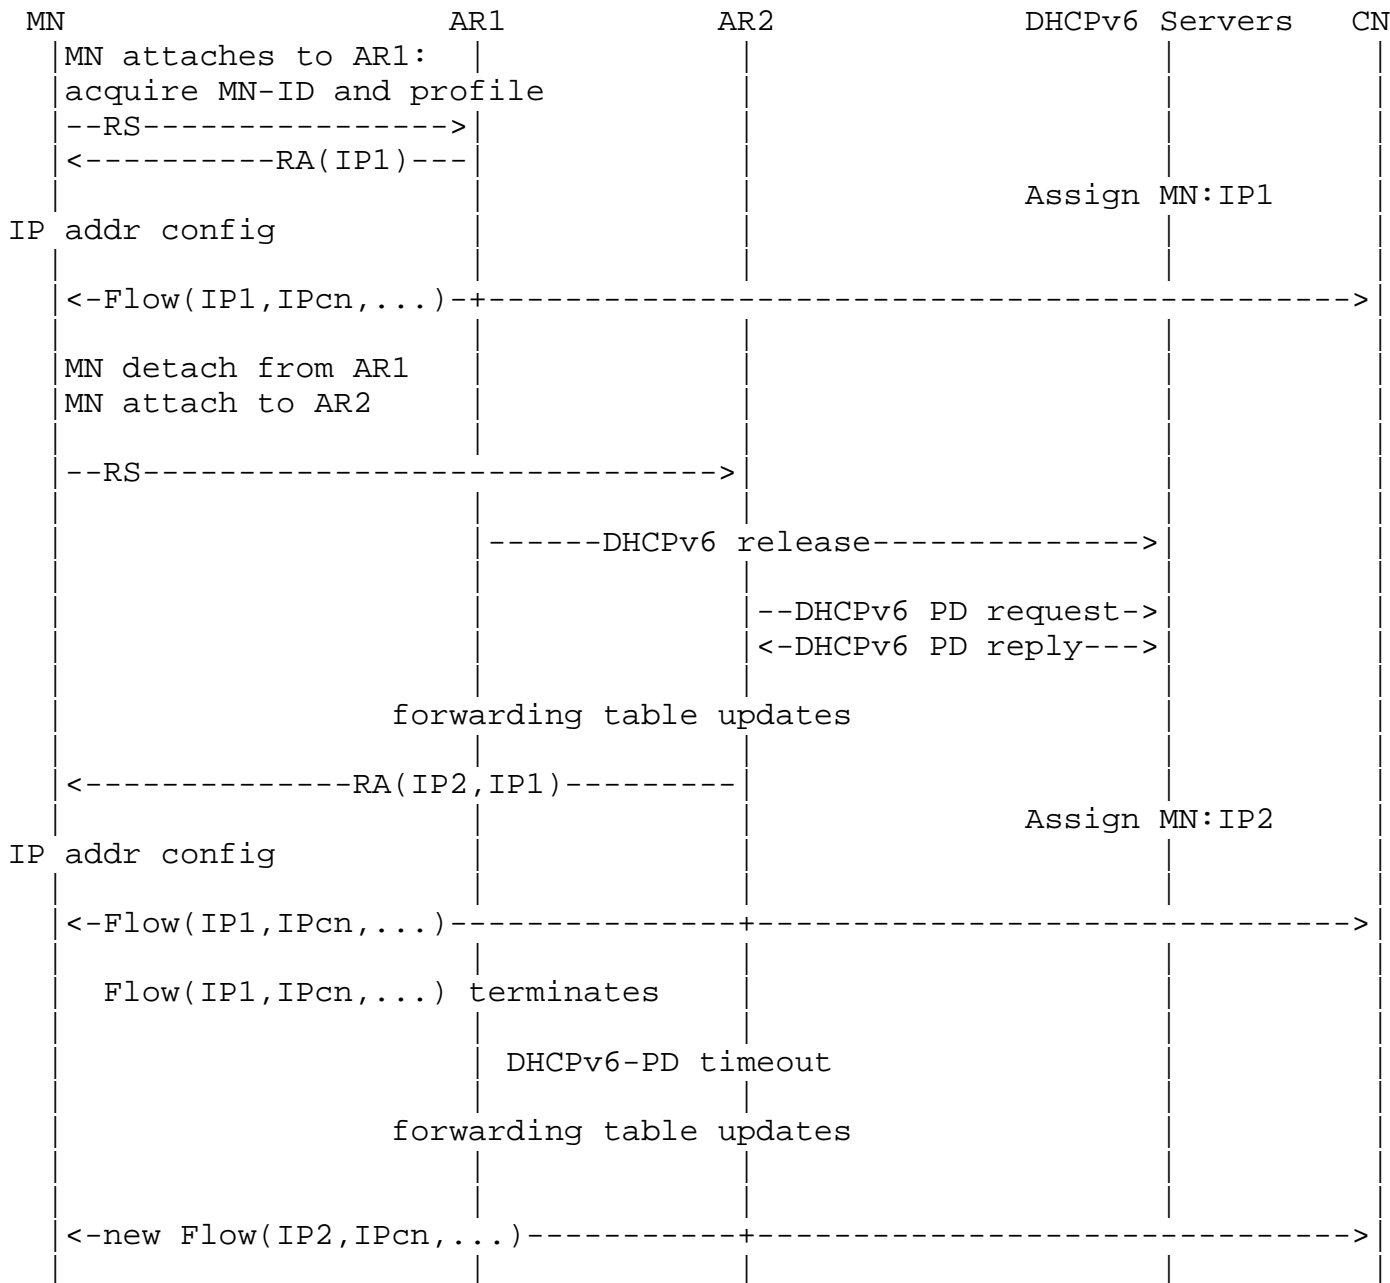 MN AR1 AR2 DHCPv6 Servers CN
|MN attaches to AR1: | | | |
|acquire MN-ID and profile | | |
|--RS---------------->| | | |
|<----------RA(IP1)---| | | |
| | Assign MN:IP1 |
IP addr config | | | |
| | | | |
|<-Flow(IP1,IPcn,...)-+--------------------------------------------->|
| | | | |
|MN detach from AR1 | | | |
|MN attach to AR2 | | | |
| | | | |
|--RS------------------------------>| | |
| | | | |
| |------DHCPv6 release-------------->| |
| | | | |
| | |--DHCPv6 PD request->| |
| | |<-DHCPv6 PD reply--->| |
| | | | |
| forwarding table updates | |
| | | | |
|<--------------RA(IP2,IP1)---------| | |
| | | Assign MN:IP2 |
IP addr config | | | |
| | | | |
|<-Flow(IP1,IPcn,...)---------------+------------------------------->|
| | | | |
| Flow(IP1,IPcn,...) terminates | | |
| | | | |
| | DHCPv6-PD timeout | |
| | | | |
| forwarding table updates | |
| | | | |
| | | | |
|<-new Flow(IP2,IPcn,...)-----------+------------------------------->|
| | | | |